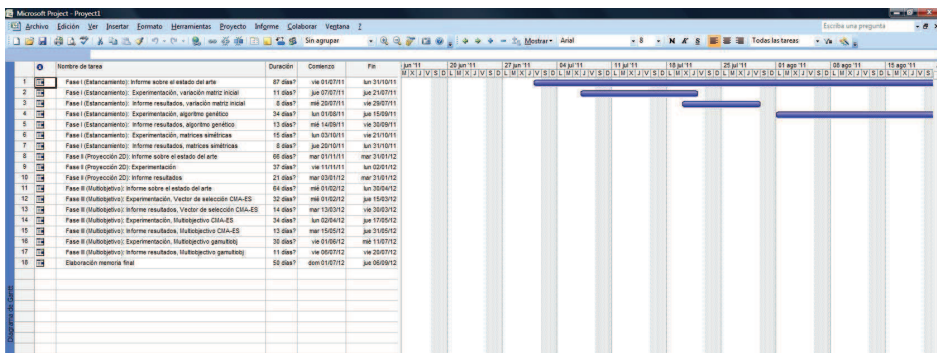 Microsoft Project - Proyect1
Archivo Edición Ver Insertar Formato Herramientas Proyecto Informe Colaborar Ventana ?
Escriba una pregunta
Sin agrupar Mostrar Arial 8 N K S Todas las tareas
Nombre de tarea Duración Comienzo Fin
jun '11 20 jun '11 27 jun '11 04 jul '11 11 jul '11 18 jul '11 25 jul '11 01 ago '11 08 ago '11 15 ago '11
M X J V S D L M X J V S D L M X J V S D L M X J V S D L M X J V S D L M X J V S D L M X J V S D L M X J V S D L M X J V S D L M X J V S
1 Fase I (Estancamiento): Informe sobre el estado del arte 87 días? vie 01/07/11 lun 31/10/11
2 Fase I (Estancamiento): Experimentación, variación matriz inicial 11 días? jue 07/07/11 jue 21/07/11
3 Fase I (Estancamiento): Informe resultados, variación matriz inicial 8 días? mié 20/07/11 vie 29/07/11
4 Fase I (Estancamiento): Experimentación, algoritmo genético 34 días? lun 01/08/11 jue 15/09/11
5 Fase I (Estancamiento): Informe resultados, algoritmo genético 13 días? mié 14/09/11 vie 30/09/11
6 Fase I (Estancamiento): Experimentación, matrices simétricas 15 días? lun 03/10/11 vie 21/10/11
7 Fase I (Estancamiento): Informe resultados, matrices simétricas 8 días? jue 20/10/11 lun 31/10/11
8 Fase II (Proyección 2D): Informe sobre el estado del arte 66 días? mar 01/11/11 mar 31/01/12
9 Fase II (Proyección 2D): Experimentación 37 días? vie 11/11/11 lun 02/01/12
10 Fase II (Proyección 2D): Informe resultados 21 días? mar 03/01/12 mar 31/01/12
11 Fase III (Multiobjetivo): Informe sobre el estado del arte 64 días? mié 01/02/12 lun 30/04/12
12 Fase III (Multiobjetivo): Experimentación, Vector de selección CMA-ES 32 días? mié 01/02/12 jue 15/03/12
13 Fase III (Multiobjetivo): Informe resultados, Vector de selección CMA-ES 14 días? mar 13/03/12 vie 30/03/12
14 Fase III (Multiobjetivo): Experimentación, Multiobjectivo CMA-ES 34 días? lun 02/04/12 jue 17/05/12
15 Fase III (Multiobjetivo): Informe resultados, Multiobjectivo CMA-ES 13 días? mar 15/05/12 jue 31/05/12
16 Fase III (Multiobjetivo): Experimentación, Multiobjectivo gamultiobj 30 días? vie 01/06/12 mié 11/07/12
17 Fase III (Multiobjetivo): Informe resultados, Multiobjectivo gamultiobj 11 días? vie 06/07/12 vie 20/07/12
18 Elaboración memoria final 50 días? dom 01/07/12 jue 06/09/12
Diagrama de Gantt